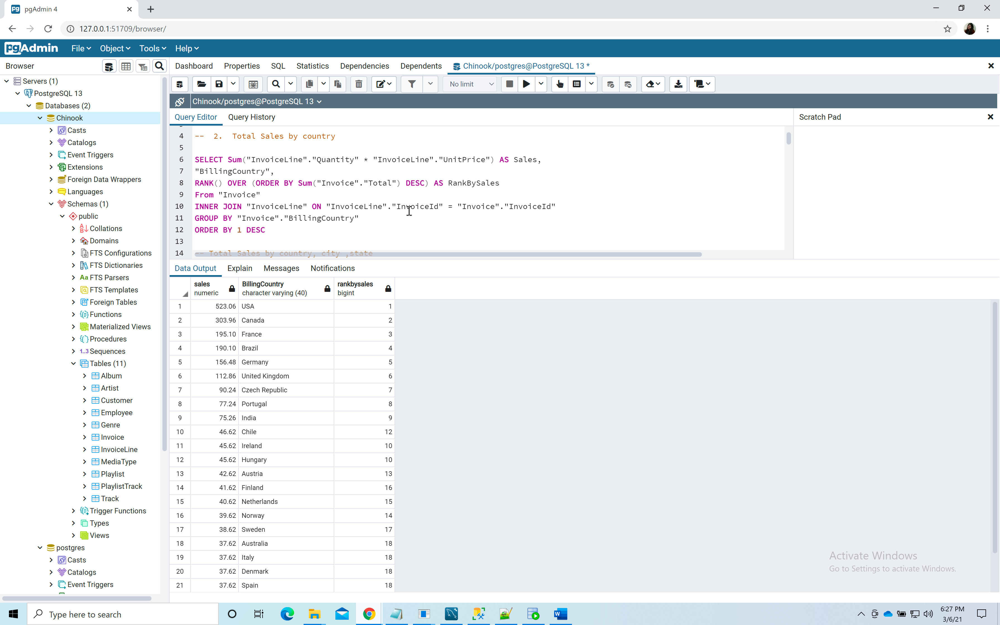 pgAdmin 4
127.0.0.1:51709/browser/
pgAdmin File Object Tools Help
Browser
Dashboard Properties SQL Statistics Dependencies Dependents Chinook/postgres@PostgreSQL 13 *
No limit
Chinook/postgres@PostgreSQL 13
Query Editor Query History
Scratch Pad
Servers (1)
PostgreSQL 13
Databases (2)
Chinook
Casts
Catalogs
Event Triggers
Extensions
Foreign Data Wrappers
Languages
Schemas (1)
public
Collations
Domains
FTS Configurations
FTS Dictionaries
Aa FTS Parsers
FTS Templates
Foreign Tables
Functions
Materialized Views
Procedures
1..3 Sequences
Tables (11)
Album
Artist
Customer
Employee
Genre
Invoice
InvoiceLine
MediaType
Playlist
PlaylistTrack
Track
Trigger Functions
Types
Views
postgres
Casts
Catalogs
Event Triggers
4 -- 2. Total Sales by country
5
6 SELECT Sum("InvoiceLine"."Quantity" * "InvoiceLine"."UnitPrice") AS Sales,
7 "BillingCountry",
8 RANK() OVER (ORDER BY Sum("Invoice"."Total") DESC) AS RankBySales
9 From "Invoice"
10 INNER JOIN "InvoiceLine" ON "InvoiceLine"."InvoiceId" = "Invoice"."InvoiceId"
11 GROUP BY "Invoice"."BillingCountry"
12 ORDER BY 1 DESC
13
14 -- Total Sales by country, city ,state
Data Output Explain Messages Notifications
sales BillingCountry rankbysales
numeric character varying (40) bigint
1 523.06 USA 1
2 303.96 Canada 2
3 195.10 France 3
4 190.10 Brazil 4
5 156.48 Germany 5
6 112.86 United Kingdom 6
7 90.24 Czech Republic 7
8 77.24 Portugal 8
9 75.26 India 9
10 46.62 Chile 12
11 45.62 Ireland 10
12 45.62 Hungary 10
13 42.62 Austria 13
14 41.62 Finland 16
15 40.62 Netherlands 15
16 39.62 Norway 14
17 38.62 Sweden 17
18 37.62 Australia 18
19 37.62 Italy 18
20 37.62 Denmark 18
21 37.62 Spain 18
Activate Windows
Go to Settings to activate Windows.
Type here to search
6:27 PM
3/6/21